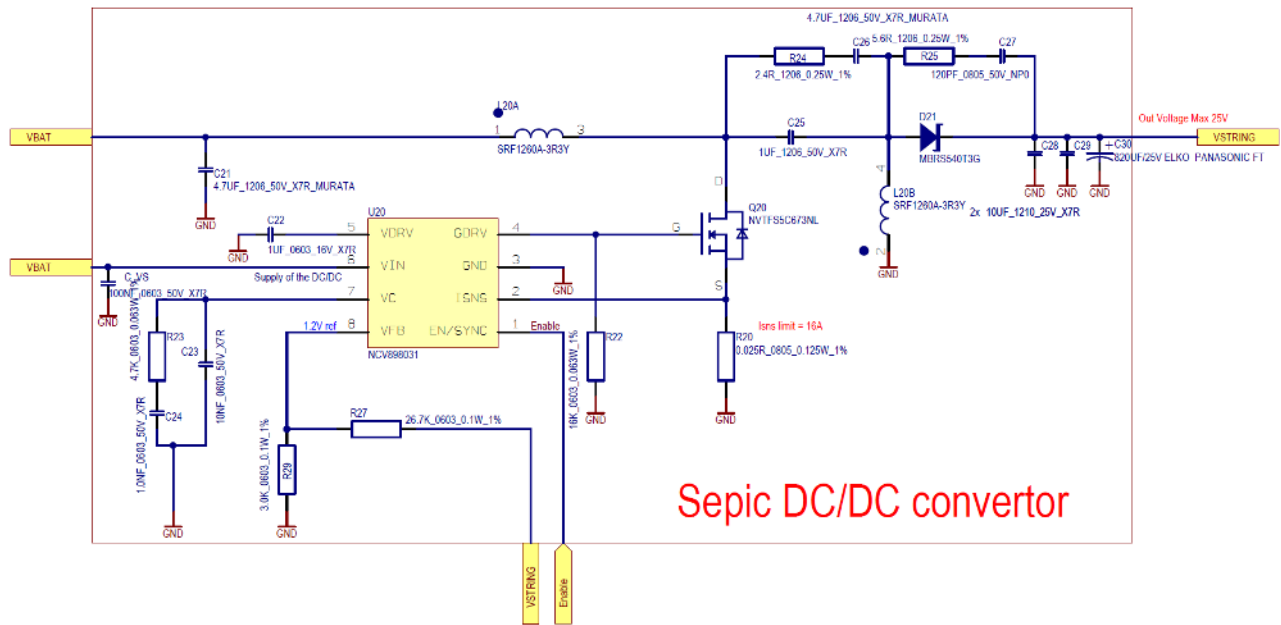 4.7UF_1206_50V_X7R_MURATA
C26
5.6R_1206_0.25W_1%
C27
R24
R25
2.4R_1206_0.25W_1%
120PF_0805_50V_NP0
L20A
VBAT
1
3
SRF1260A-3R3Y
C25
1UF_1206_50V_X7R
D21
MBRS540T3G
Out Voltage Max 25V
VSTRING
C28
C29
+
C30
820UF/25V ELKO PANASONIC FT
C21
4.7UF_1206_50V_X7R_MURATA
GND
D
Q20
NVTFS5C673NL
G
S
4
L20B
SRF1260A-3R3Y
2
GND
GND
GND
GND
2x 10UF_1210_25V_X7R
U20
C22
1UF_0603_16V_X7R
GND
5
VDRV
GDRV
4
VBAT
6
VIN
GND
3
GND
Supply of the DC/DC
C_VS
100NF_0603_50V_X7R
GND
7
VC
ISNS
2
1.2V ref
8
VFB
EN/SYNC
1
Enable
NCV898031
Isns limit = 16A
R20
0.025R_0805_0.125W_1%
GND
R22
16K_0603_0.063W_1%
GND
R23
4.7K_0603_0.063W_1%
C23
10NF_0603_50V_X7R
C24
1.0NF_0603_50V_X7R
GND
R27
26.7K_0603_0.1W_1%
R29
3.0K_0603_0.1W_1%
GND
Sepic DC/DC convertor
VSTRING
Enable